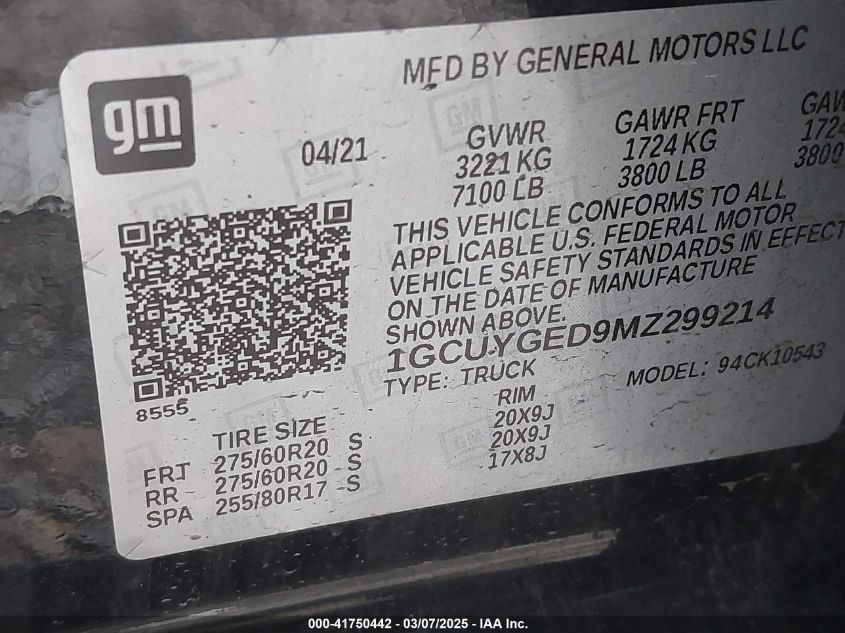 MFD BY GENERAL MOTORS LLC
gm
04/21
GVWR
3221 KG
7100 LB
GAWR FRT
1724 KG
3800 LB
GAW
1724
3800
THIS VEHICLE CONFORMS TO ALL
APPLICABLE U.S. FEDERAL MOTOR
VEHICLE SAFETY STANDARDS IN EFFECT
ON THE DATE OF MANUFACTURE
SHOWN ABOVE.
1GCUYGED9MZ299214
TYPE: TRUCK
MODEL: 94CK10543
8555
TIRE SIZE
RIM
FRT 275/60R20 S 20X9J
RR 275/60R20 S 20X9J
SPA 255/80R17 S 17X8J
000-41750442 - 03/07/2025 - IAA Inc.